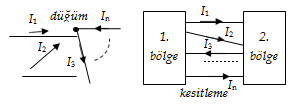 I₁ düğüm Iₙ
I₂
I₃
I₁
1. bölge
I₂
I₃
2. bölge
Iₙ
kesitleme